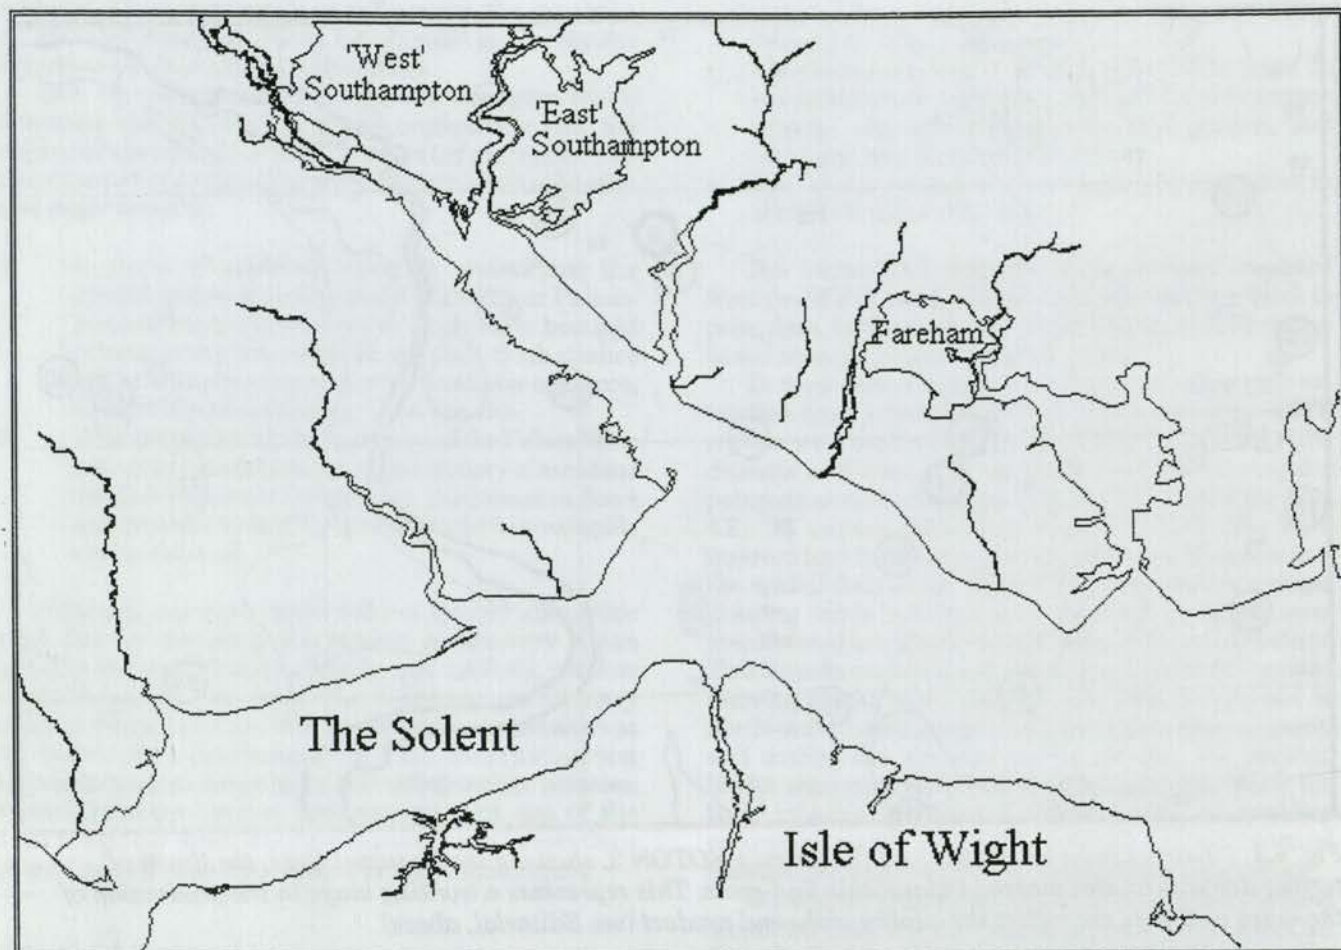 'West
Southampton
'East'
Southampton
Fareham
The Solent
Isle of Wight